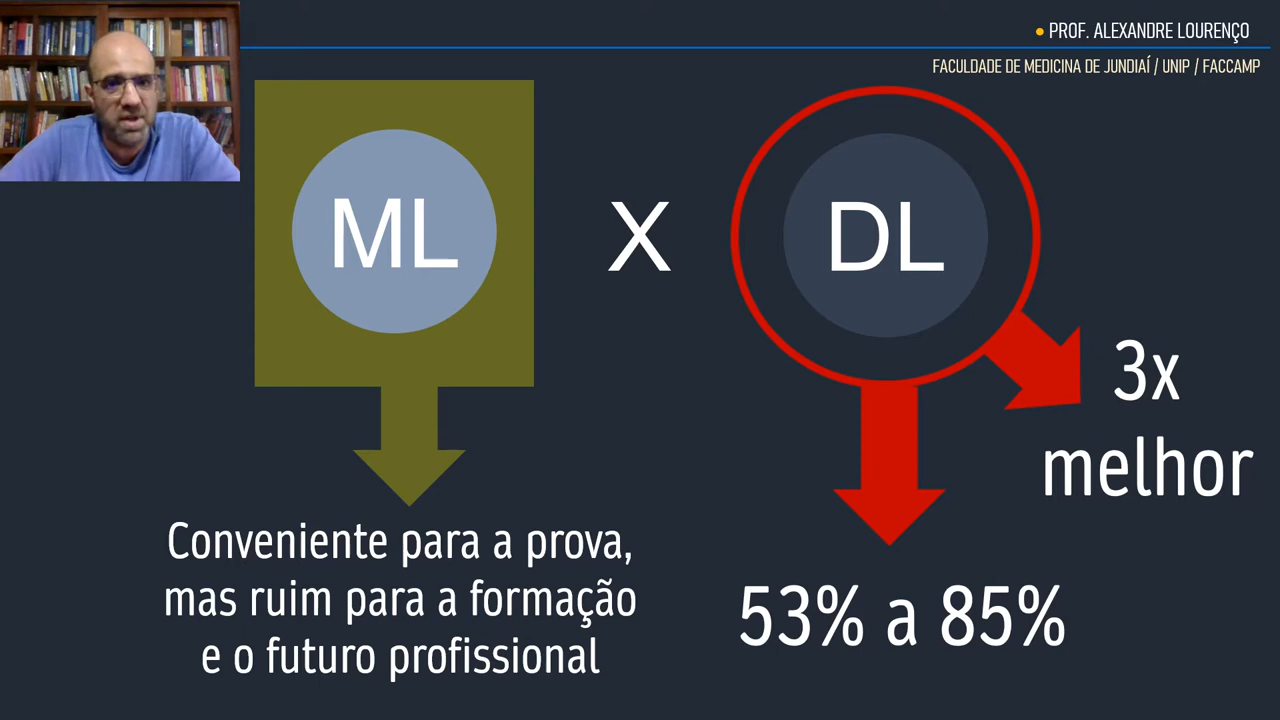 • PROF. ALEXANDRE LOURENÇO
FACULDADE DE MEDICINA DE JUNDIAÍ / UNIP / FACCAMP
ML
X
DL
3x
melhor
Conveniente para a prova,
mas ruim para a formação
e o futuro profissional
53% a 85%